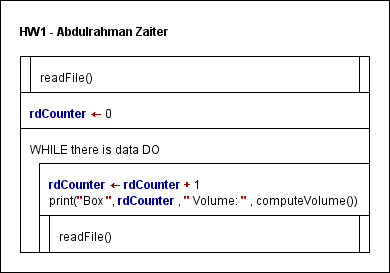 HW1 - Abdulrahman Zaiter
readFile()
rdCounter ← 0
WHILE there is data DO
rdCounter ← rdCounter + 1
print("Box ", rdCounter , " Volume: " , computeVolume())
readFile()